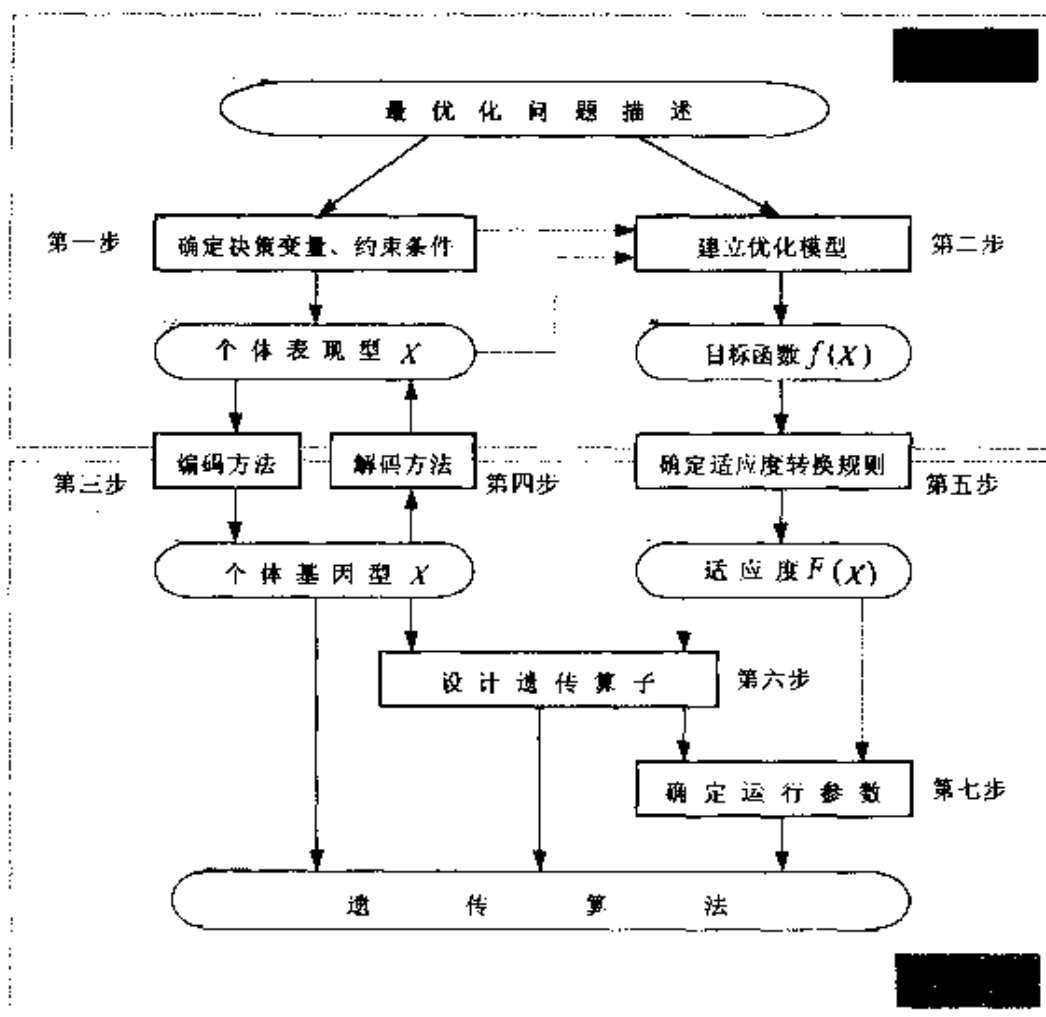 最优化问题描述
第一步
确定决策变量、约束条件
建立优化模型
第二步
个体表现型 X
目标函数 f(X)
编码方法
解码方法
确定适应度转换规则
第三步
第四步
第五步
个体基因型 X
适应度 F(X)
设计遗传算子
第六步
确定运行参数
第七步
遗传算法